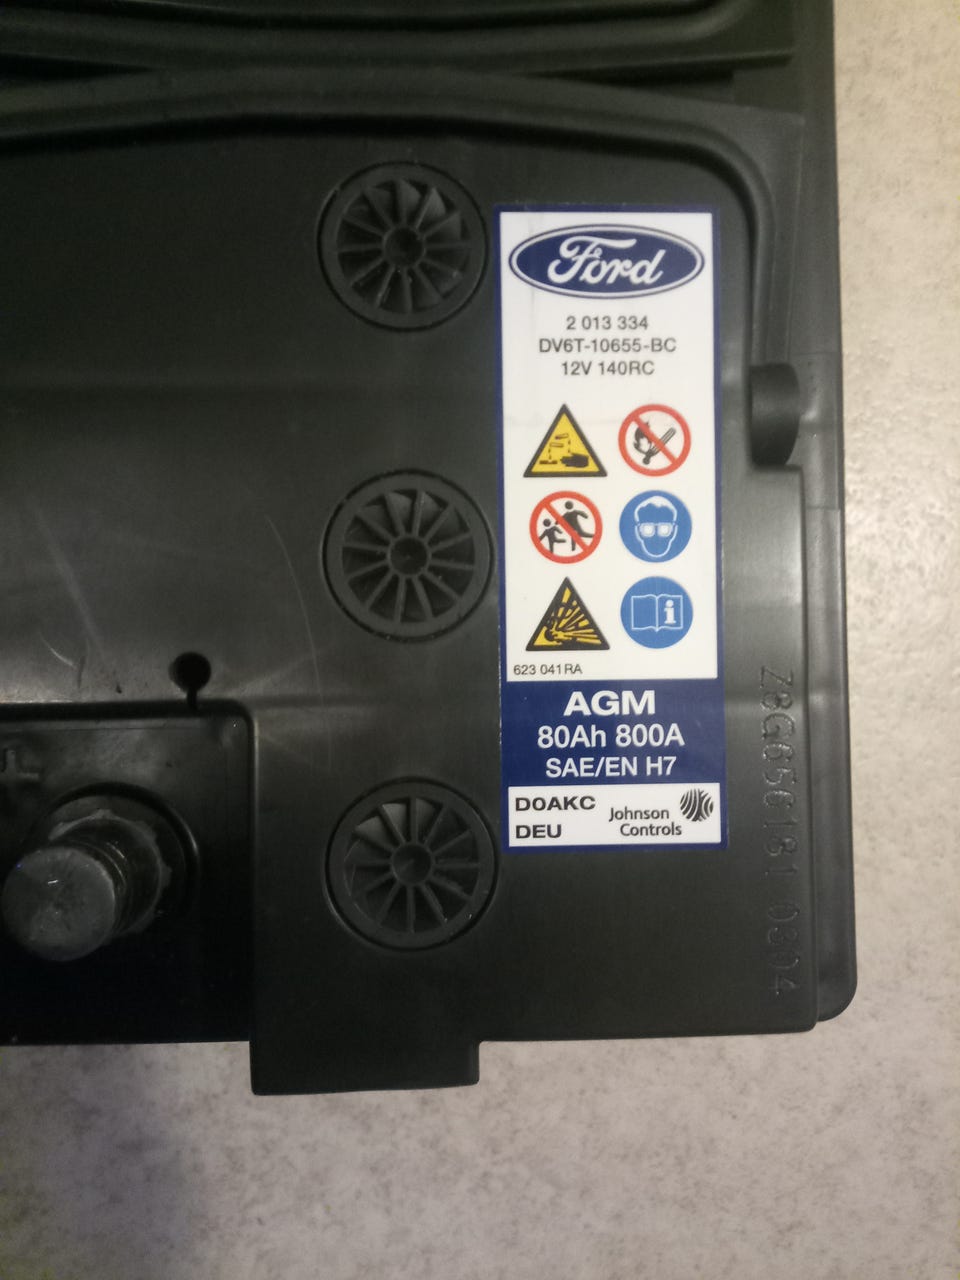 Ford
2 013 334
DV6T-10655-BC
12V 140RC
623 041RA
AGM
80Ah 800A
SAE/EN H7
D0AKC
DEU
Johnson
Controls